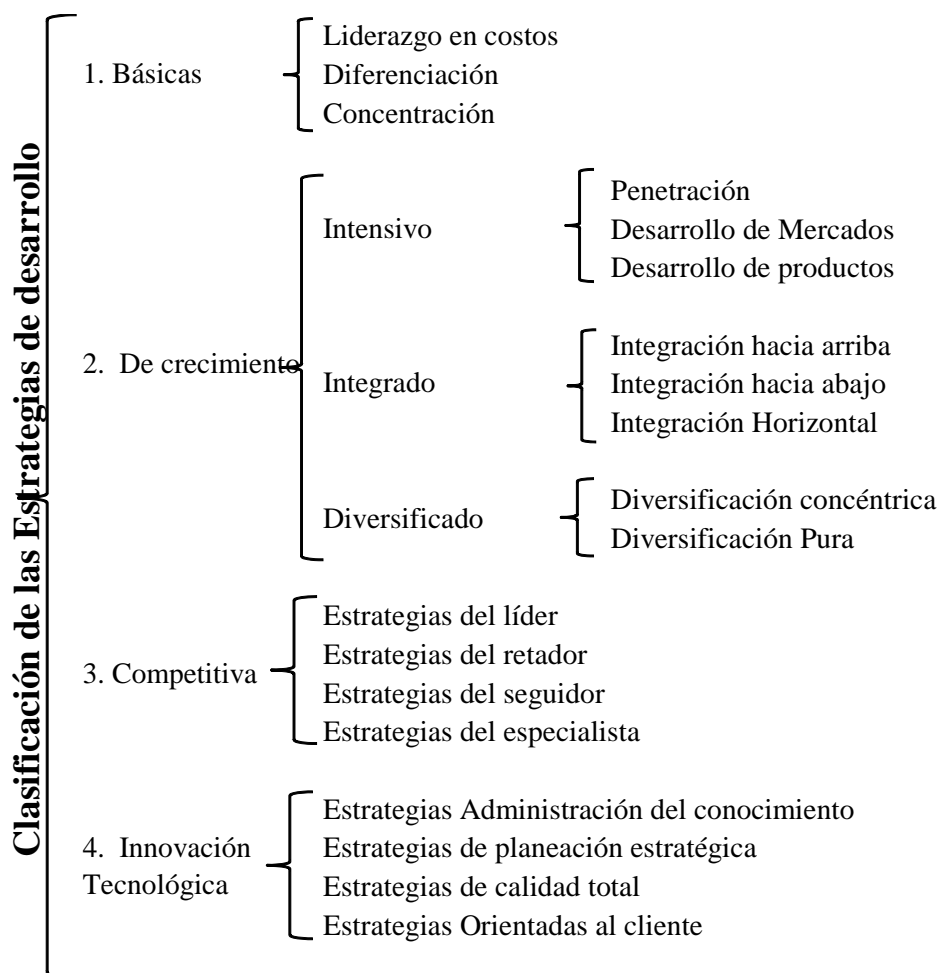 Clasificación de las Estrategias de desarrollo
1. Básicas
Liderazgo en costos
Diferenciación
Concentración
2. De crecimiento
Intensivo
Penetración
Desarrollo de Mercados
Desarrollo de productos
Integrado
Integración hacia arriba
Integración hacia abajo
Integración Horizontal
Diversificado
Diversificación concéntrica
Diversificación Pura
3. Competitiva
Estrategias del líder
Estrategias del retador
Estrategias del seguidor
Estrategias del especialista
4. Innovación
Tecnológica
Estrategias Administración del conocimiento
Estrategias de planeación estratégica
Estrategias de calidad total
Estrategias Orientadas al cliente